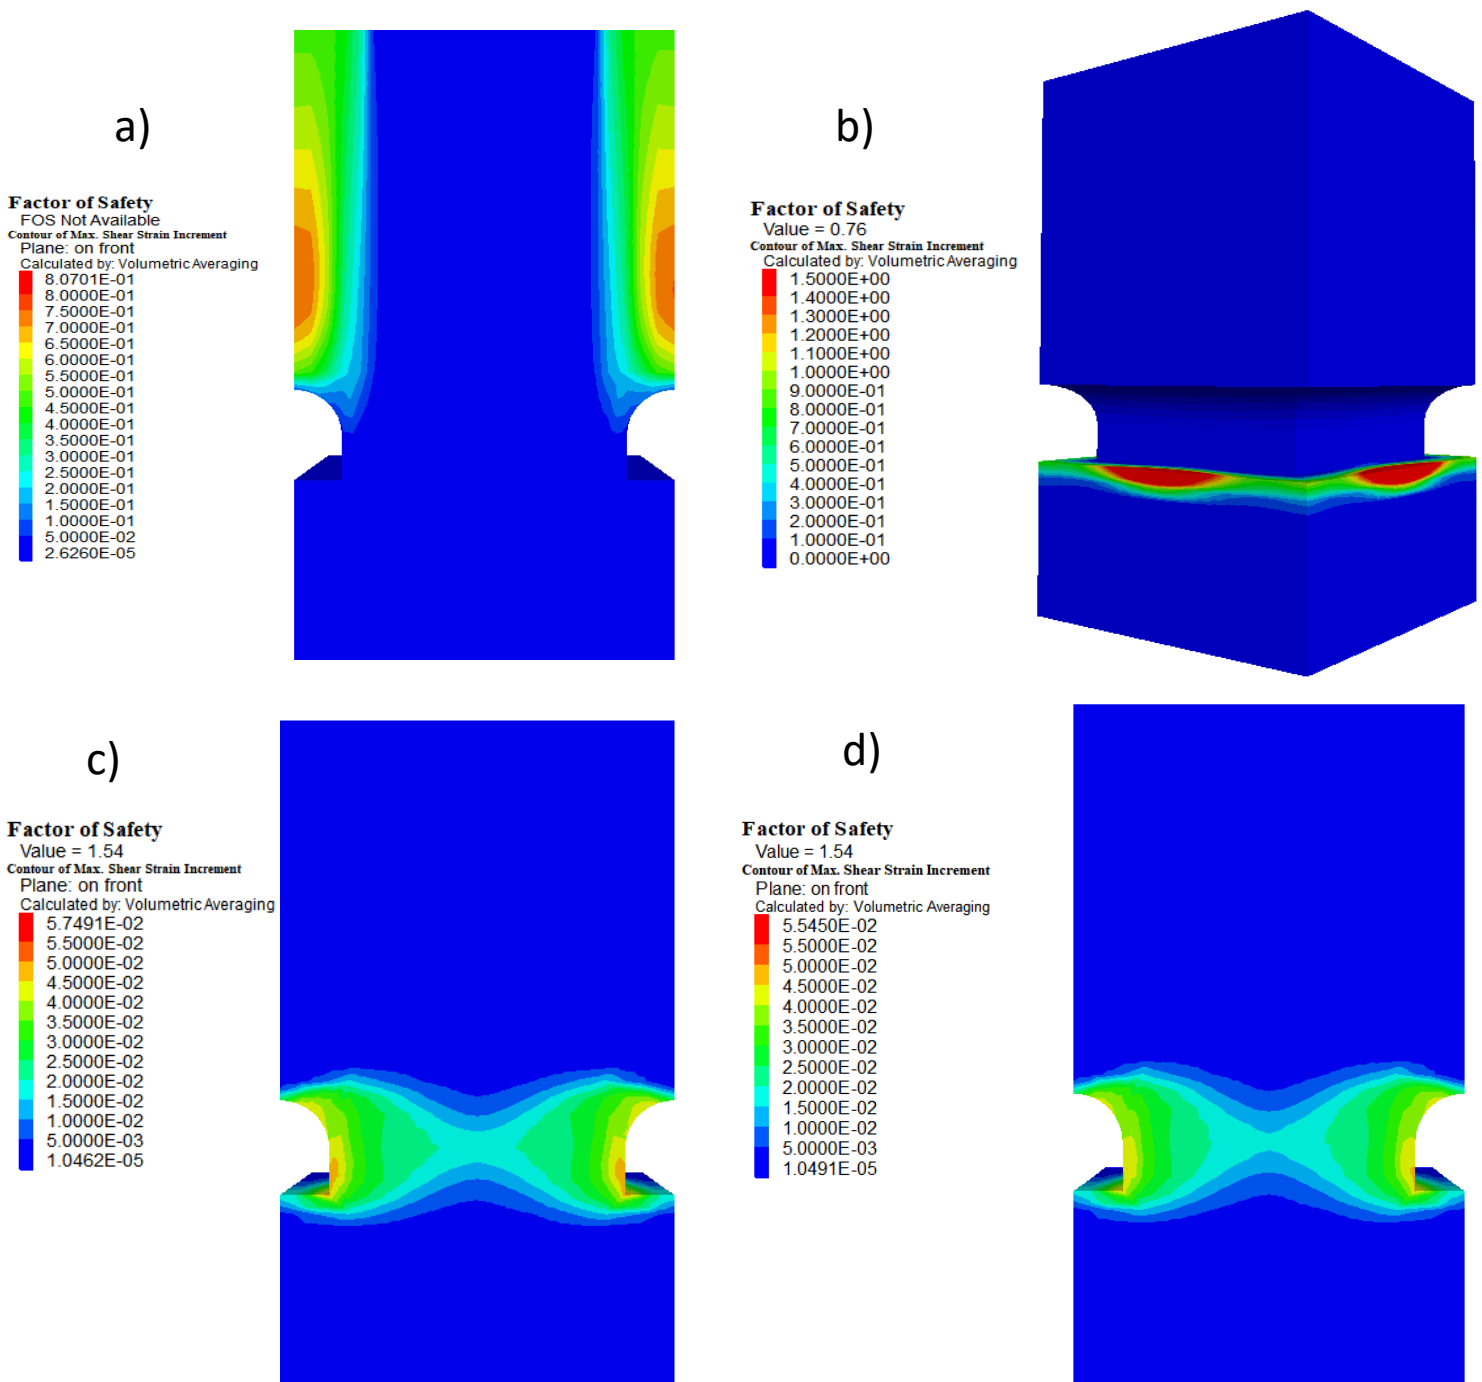 a)
Factor of Safety
FOS Not Available
Contour of Max. Shear Strain Increment
Plane: on front
Calculated by: Volumetric Averaging
8.0701E-01
8.0000E-01
7.5000E-01
7.0000E-01
6.5000E-01
6.0000E-01
5.5000E-01
5.0000E-01
4.5000E-01
4.0000E-01
3.5000E-01
3.0000E-01
2.5000E-01
2.0000E-01
1.5000E-01
1.0000E-01
5.0000E-02
2.6260E-05
b)
Factor of Safety
Value = 0.76
Contour of Max. Shear Strain Increment
Calculated by: Volumetric Averaging
1.5000E+00
1.4000E+00
1.3000E+00
1.2000E+00
1.1000E+00
1.0000E+00
9.0000E-01
8.0000E-01
7.0000E-01
6.0000E-01
5.0000E-01
4.0000E-01
3.0000E-01
2.0000E-01
1.0000E-01
0.0000E+00
c)
Factor of Safety
Value = 1.54
Contour of Max. Shear Strain Increment
Plane: on front
Calculated by: Volumetric Averaging
5.7491E-02
5.5000E-02
5.0000E-02
4.5000E-02
4.0000E-02
3.5000E-02
3.0000E-02
2.5000E-02
2.0000E-02
1.5000E-02
1.0000E-02
5.0000E-03
1.0462E-05
d)
Factor of Safety
Value = 1.54
Contour of Max. Shear Strain Increment
Plane: on front
Calculated by: Volumetric Averaging
5.5450E-02
5.5000E-02
5.0000E-02
4.5000E-02
4.0000E-02
3.5000E-02
3.0000E-02
2.5000E-02
2.0000E-02
1.5000E-02
1.0000E-02
5.0000E-03
1.0491E-05